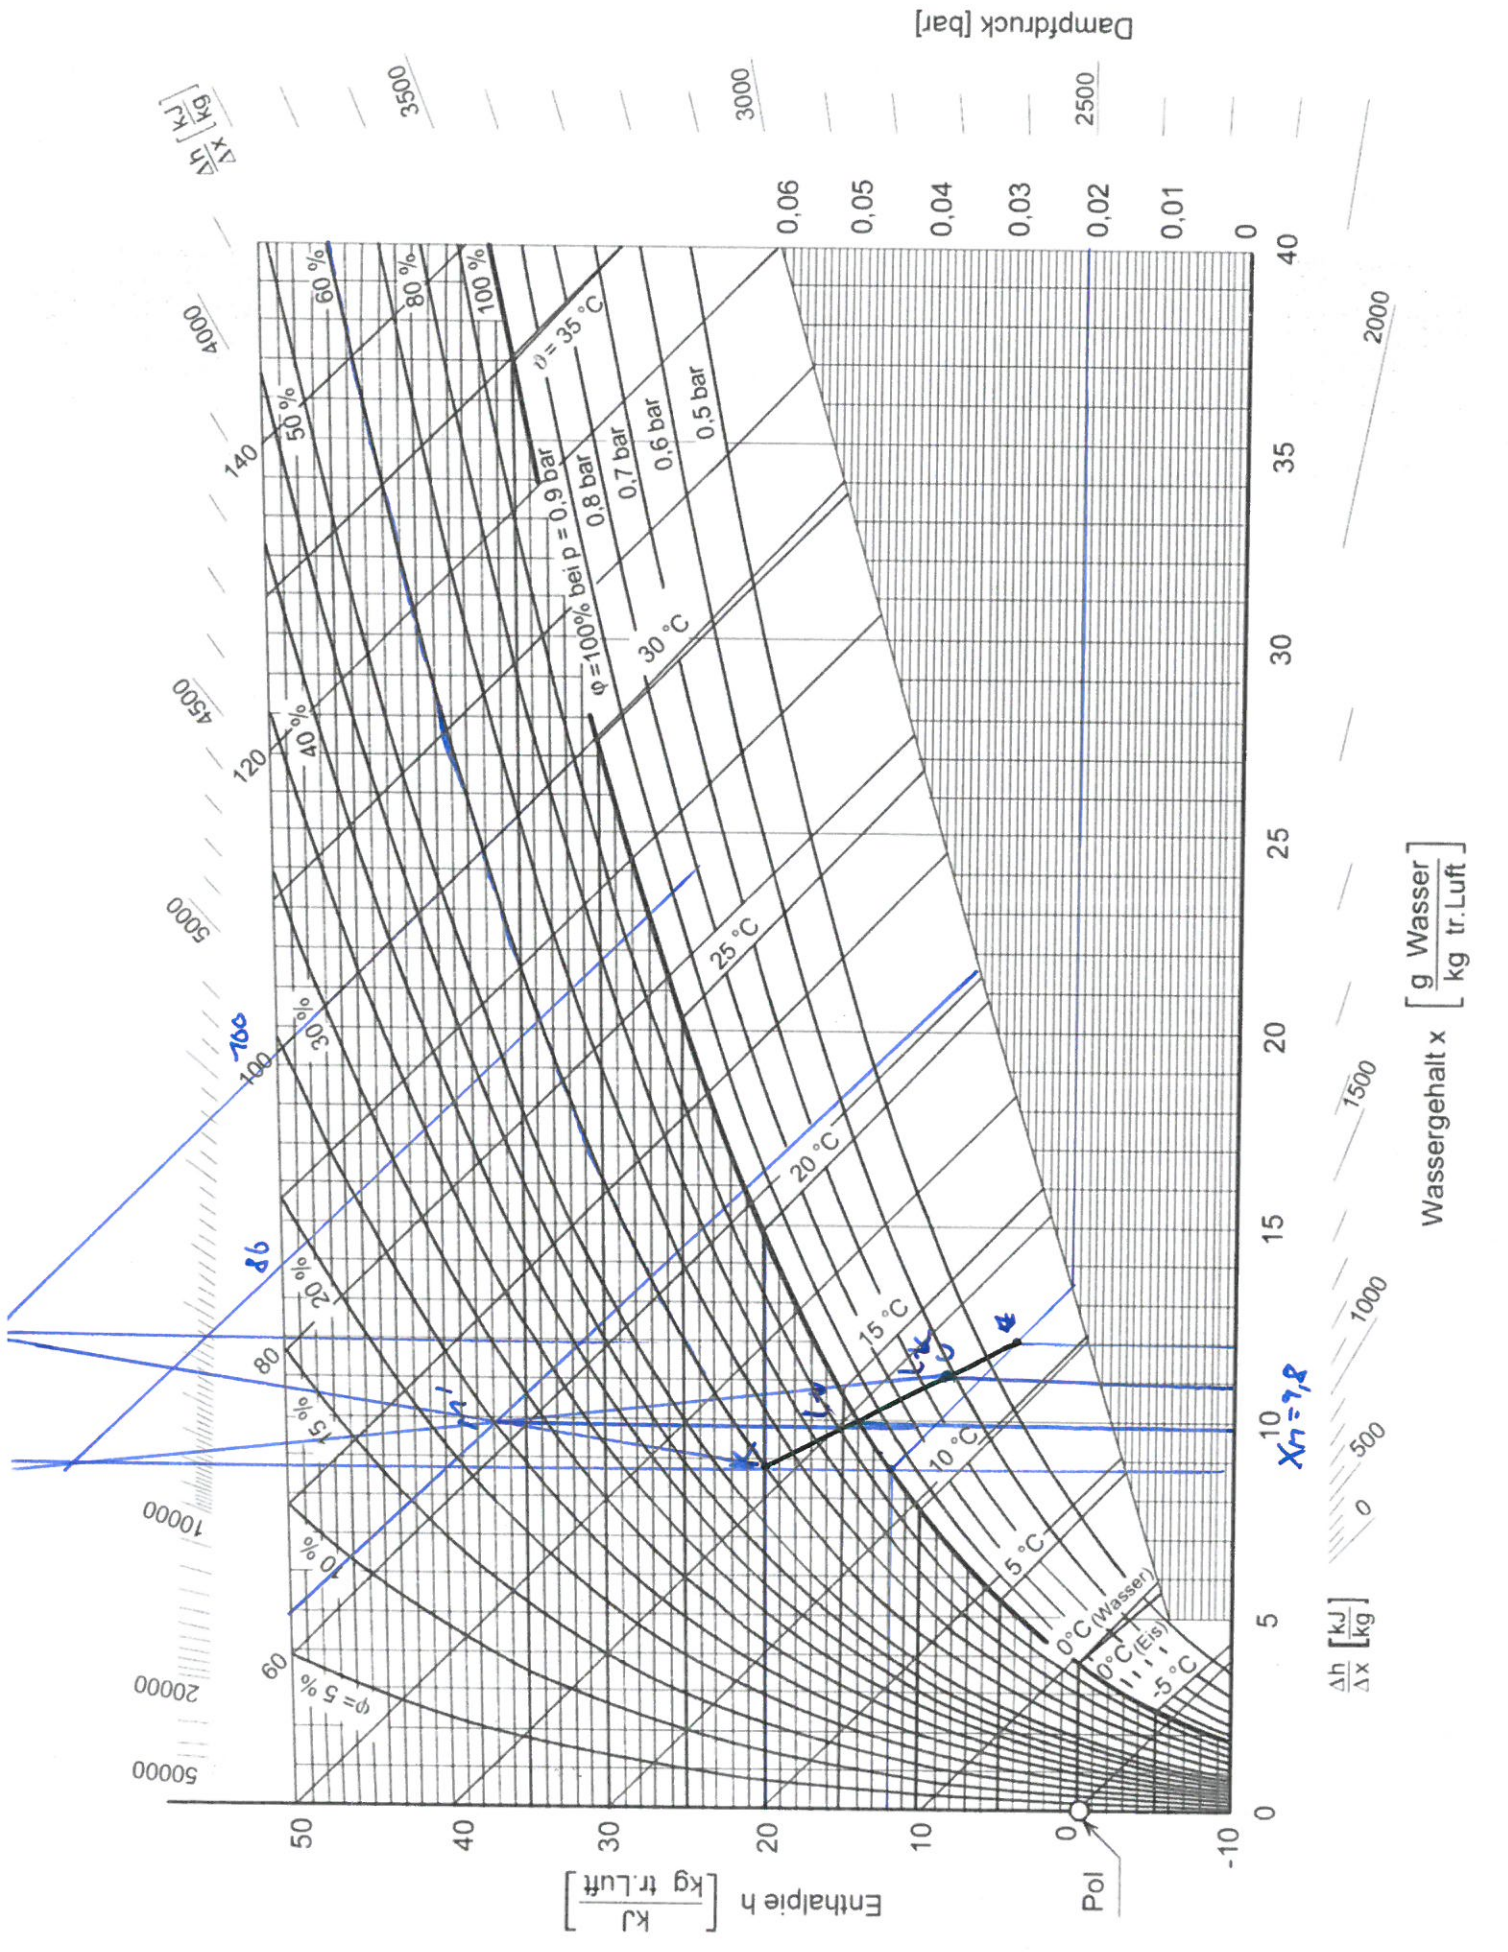 Δh/Δx [kJ/kg]
3500
3000
2500
Dampfdruck [bar]
4000
4500
5000
10000
20000
50000
140
120
100
80
60
100
86
60 %
80 %
100 %
50 %
40 %
30 %
20 %
15 %
10 %
φ= 5 %
ϑ = 35 °C
φ =100% bei p = 0,9 bar
0,8 bar
0,7 bar
0,6 bar
0,5 bar
30 °C
25 °C
20 °C
15 °C
10 °C
5 °C
0°C (Wasser)
0°C (Eis)
-5 °C
0,06
0,05
0,04
0,03
0,02
0,01
0
50
40
30
20
10
0
-10
Enthalpie h [kJ/kg tr.Luft]
Pol
0
5
10
15
20
25
30
35
40
Xm=9,8
Wassergehalt x [g Wasser/kg tr.Luft]
2000
1500
1000
500
0
Δh/Δx [kJ/kg]